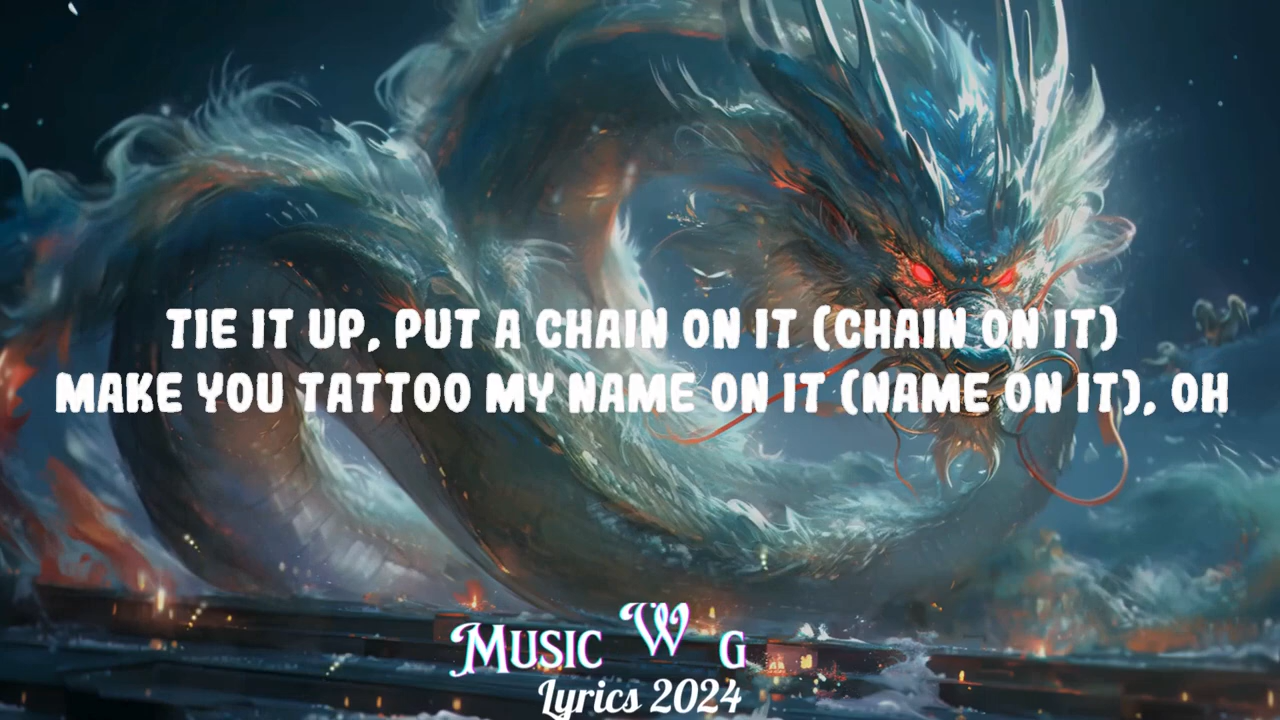 TIE IT UP, PUT A CHAIN ON IT (CHAIN ON IT)
MAKE YOU TATTOO MY NAME ON IT (NAME ON IT), OH
MUSIC W G
Lyrics 2024